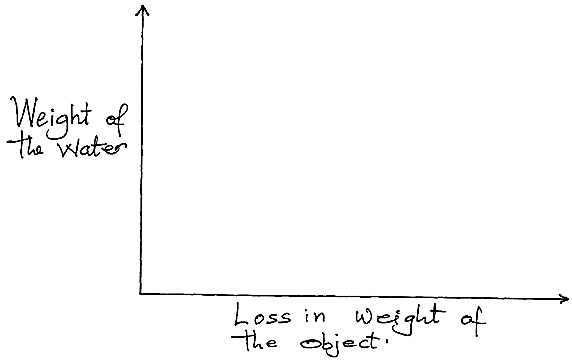 Weight of
the Water
Loss in Weight of
the object.